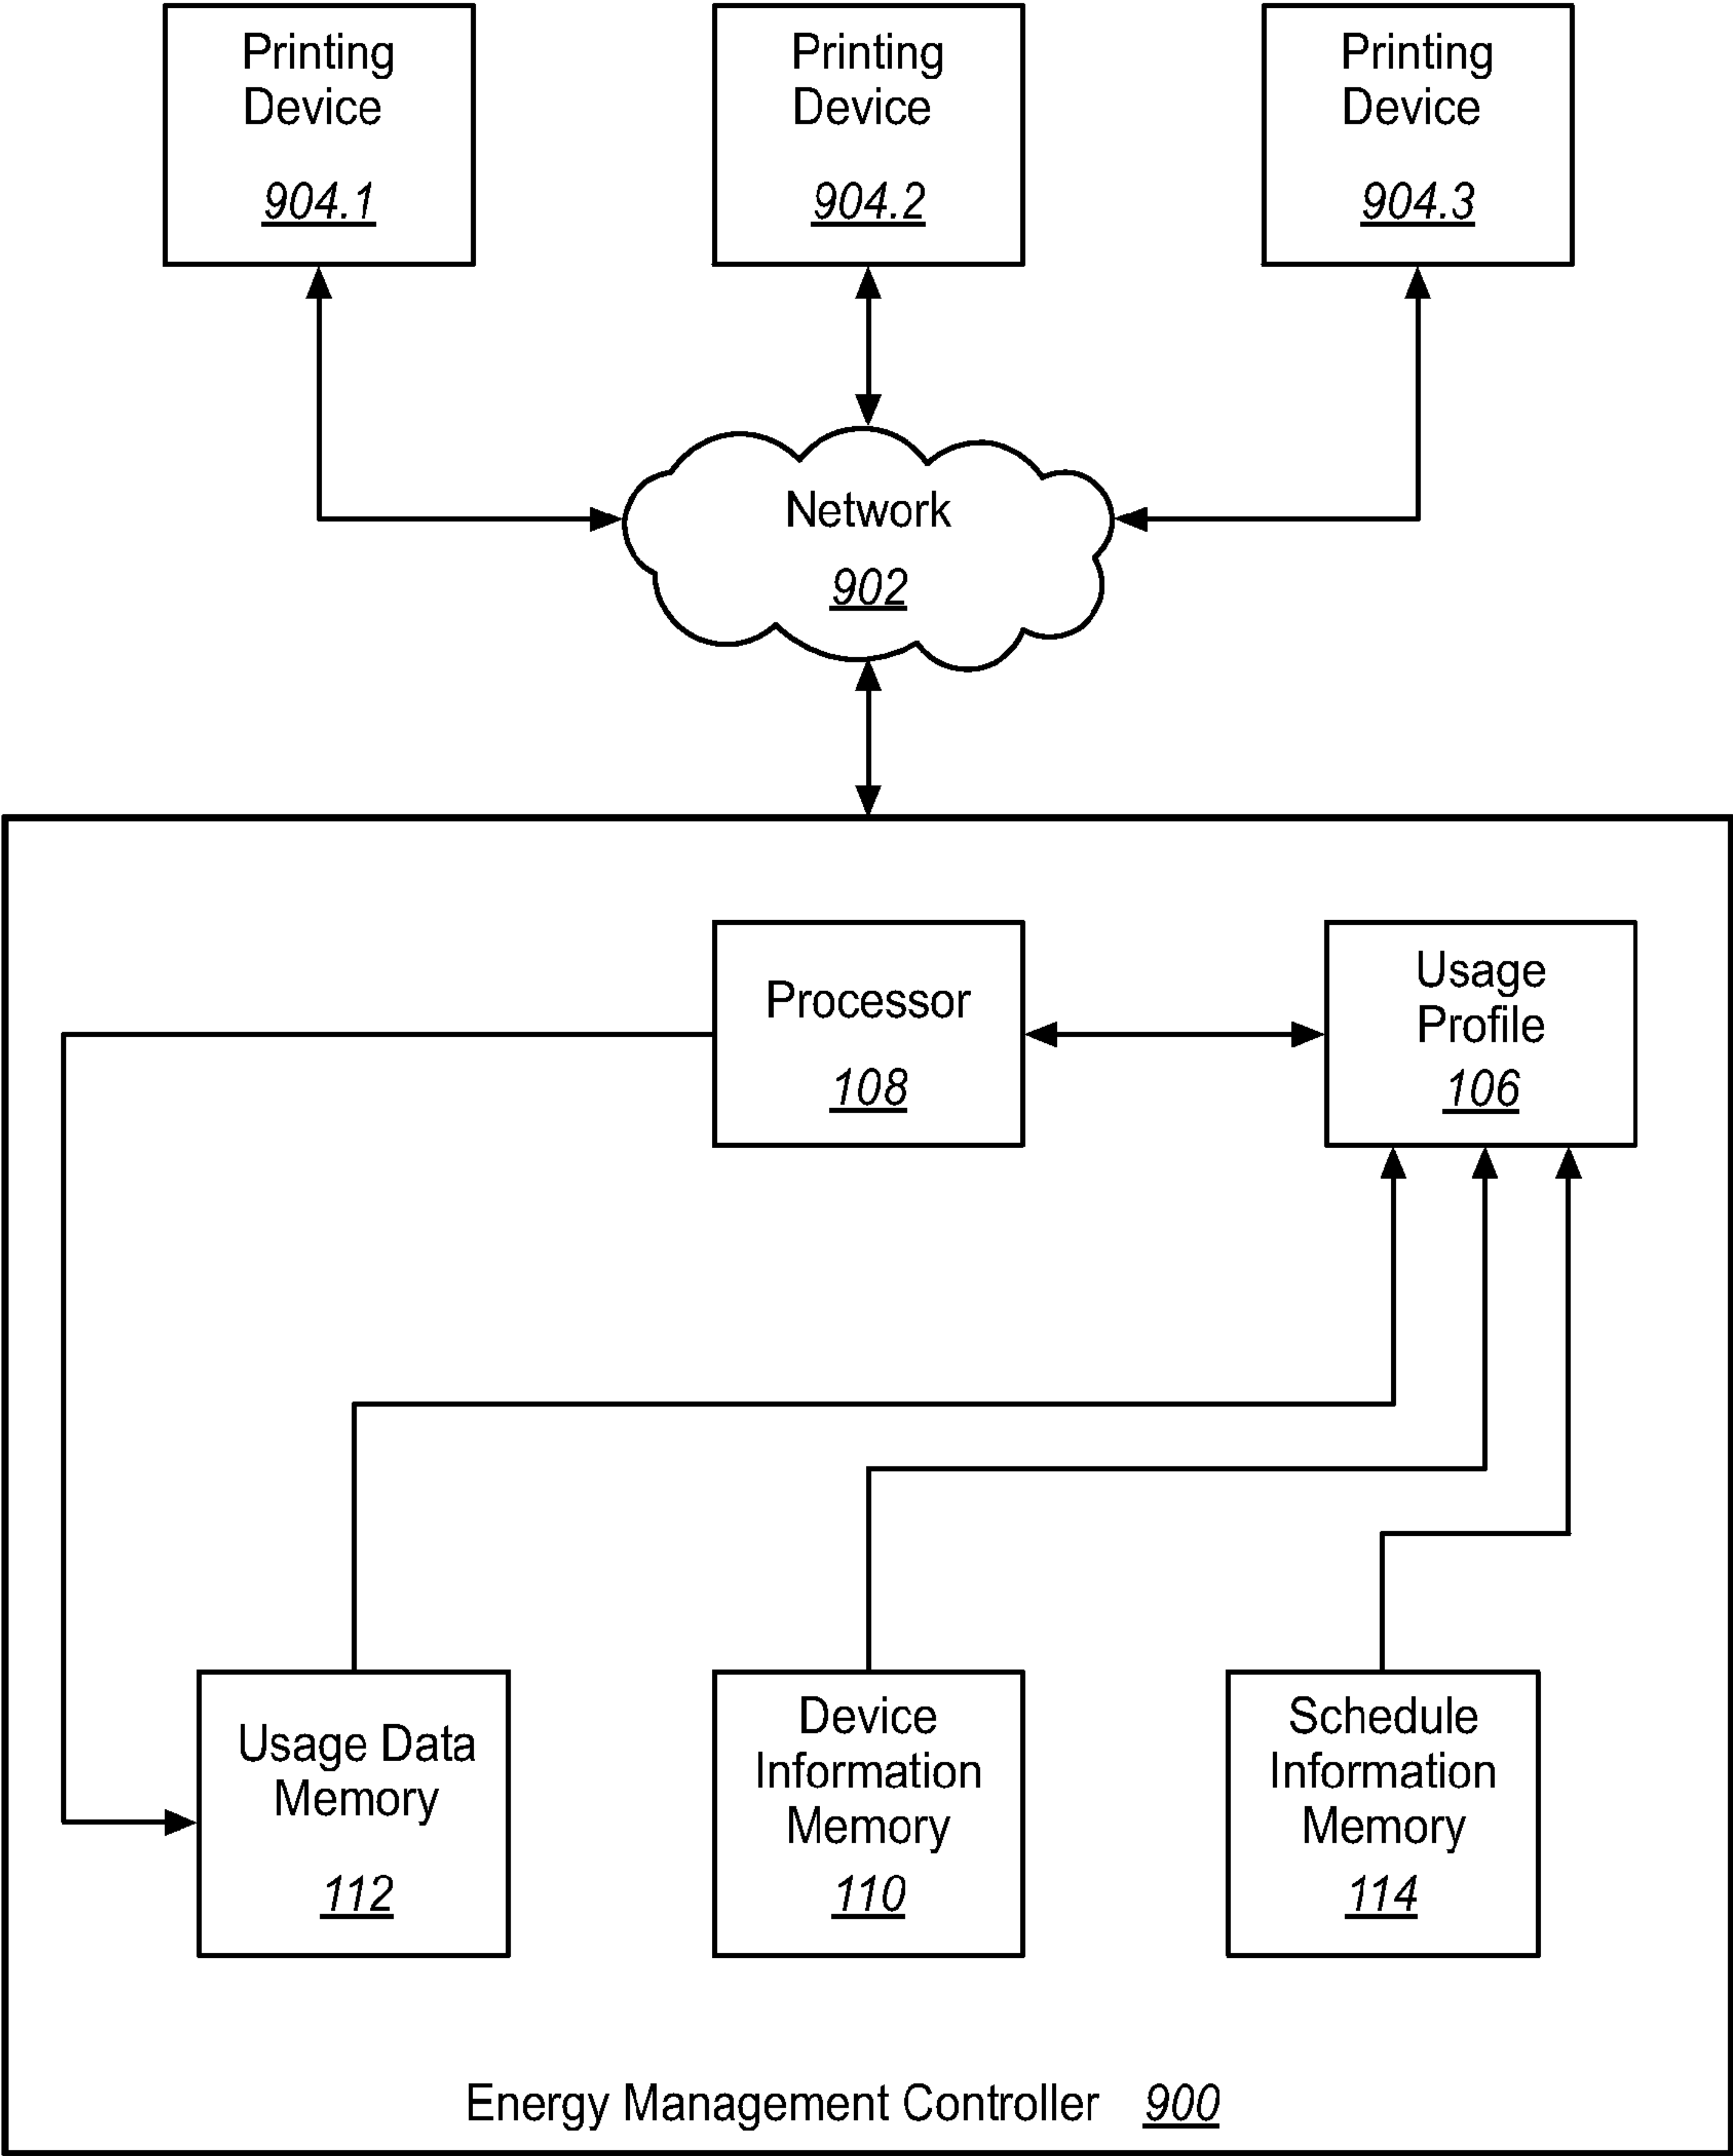 Printing
Device
904.1
Printing
Device
904.2
Printing
Device
904.3
Network
902
Processor
108
Usage
Profile
106
Usage Data
Memory
112
Device
Information
Memory
110
Schedule
Information
Memory
114
Energy Management Controller 900